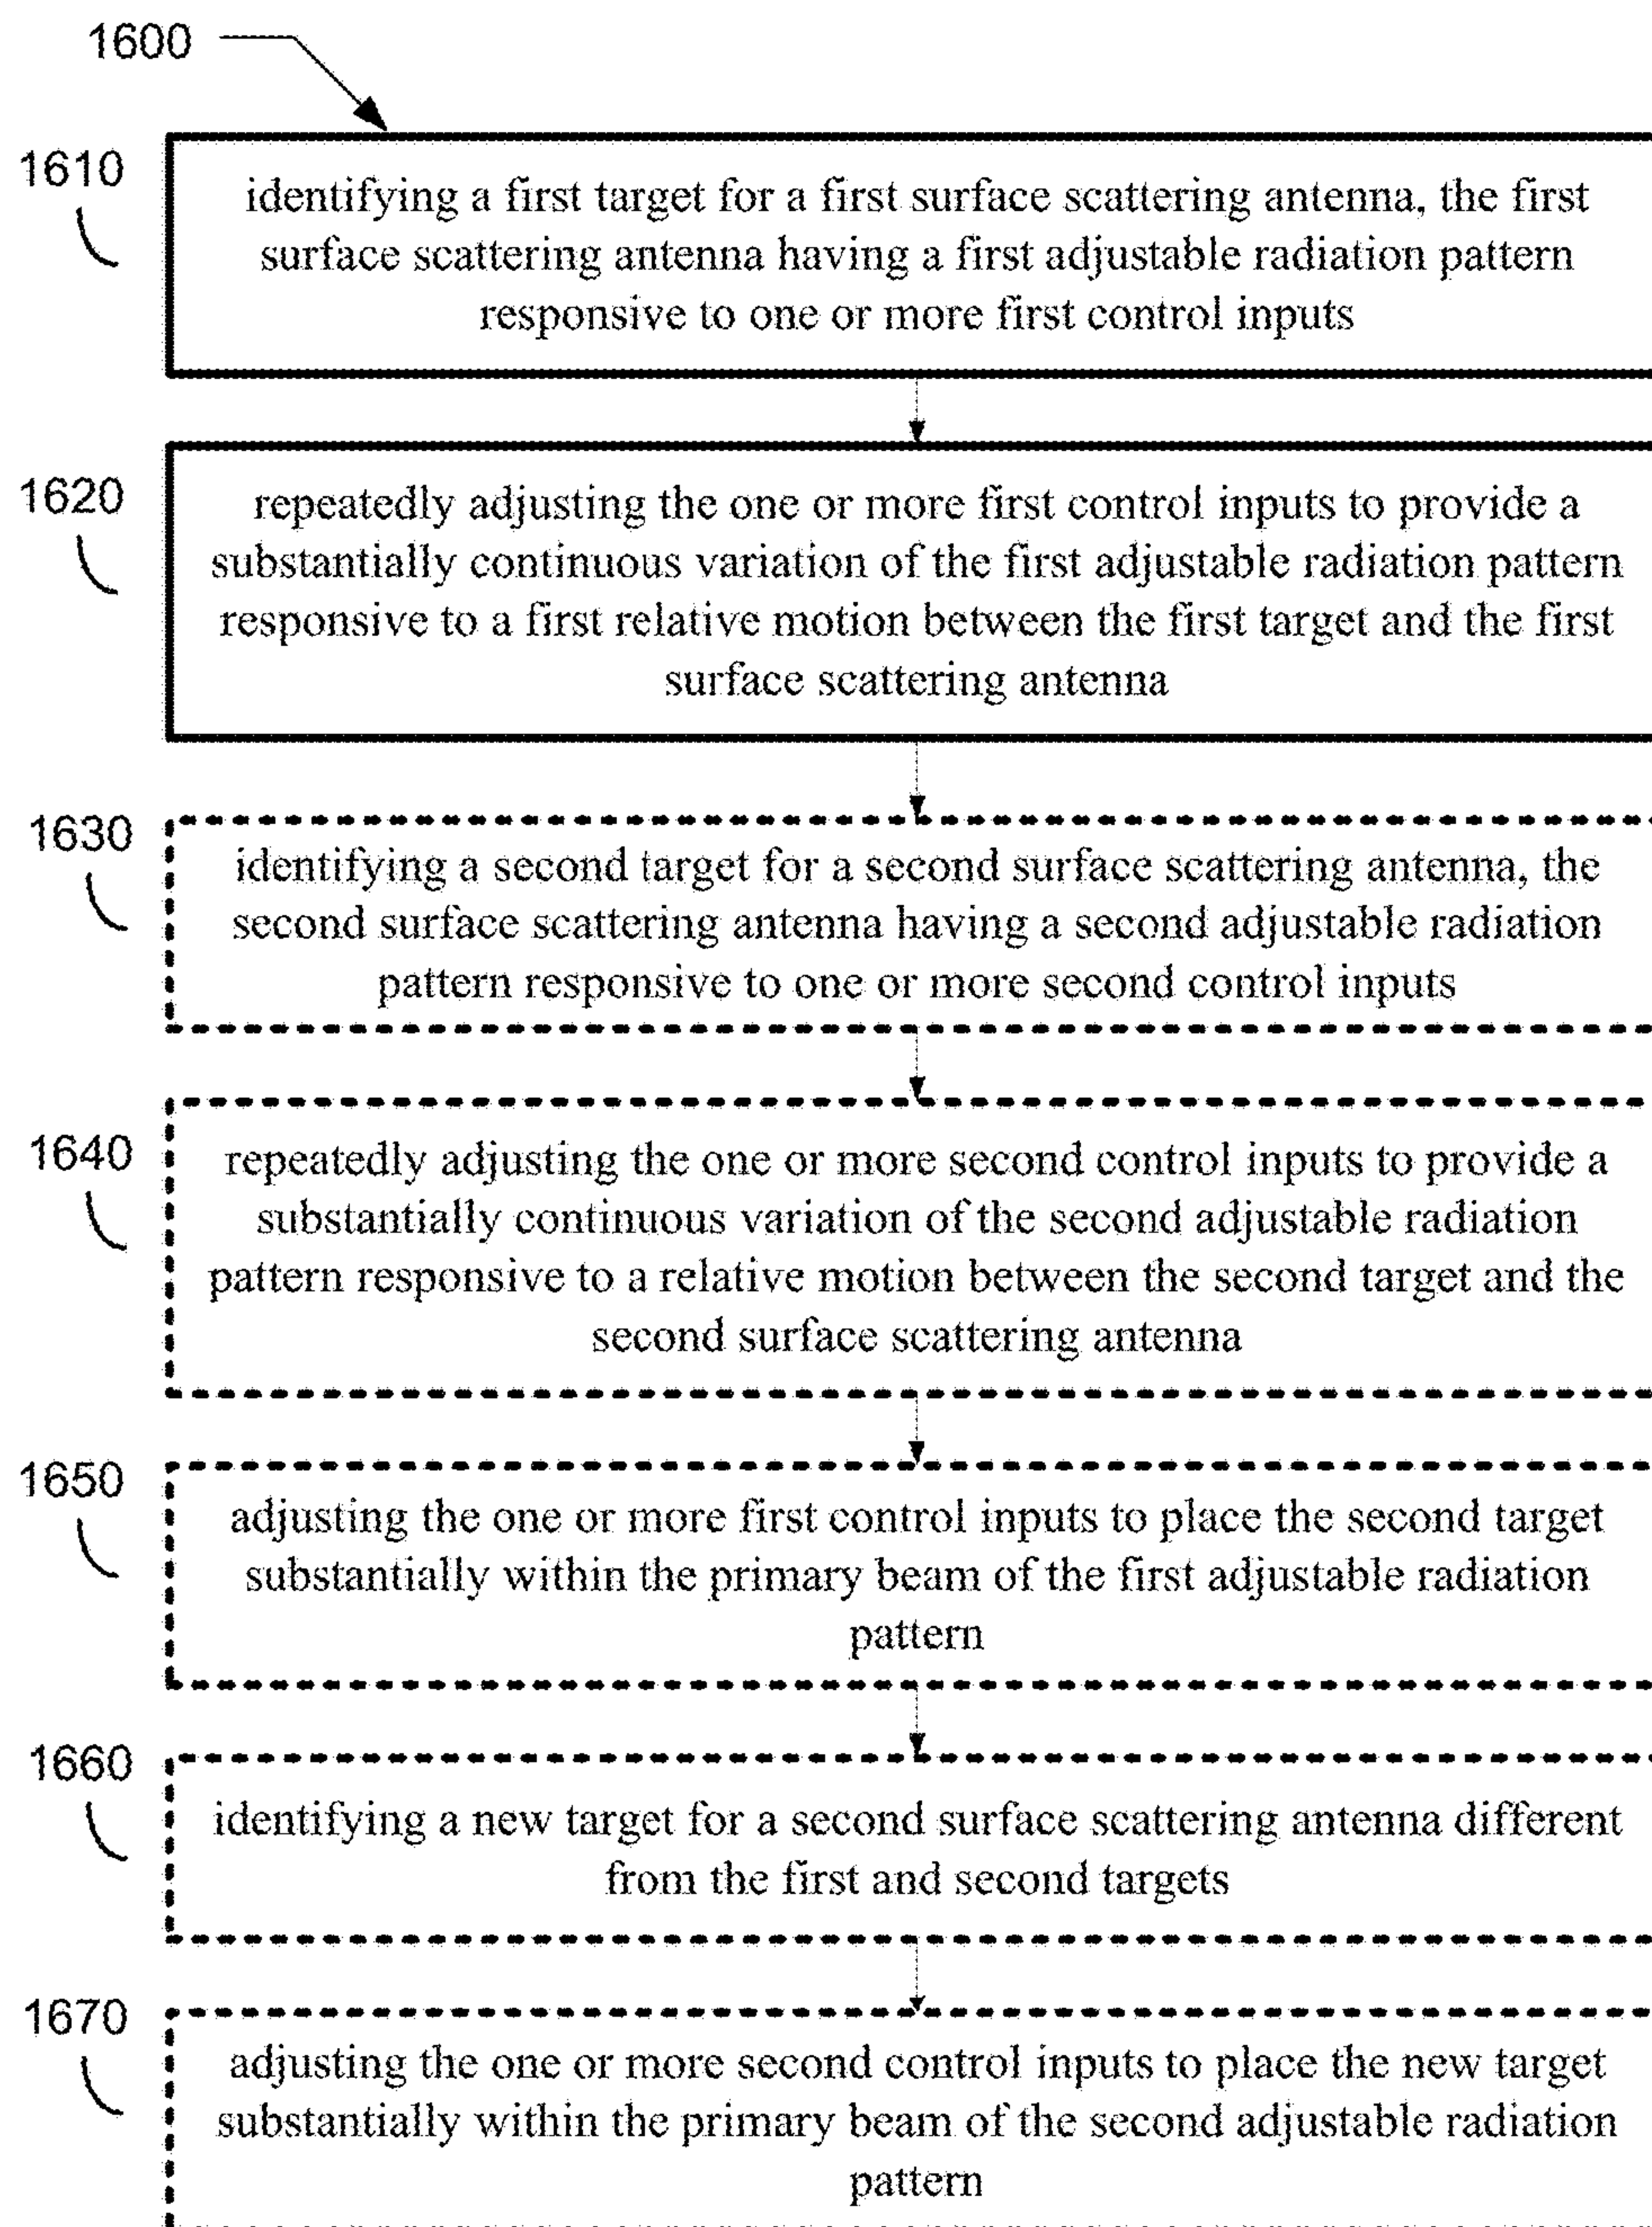 1600
1610
identifying a first target for a first surface scattering antenna, the first
surface scattering antenna having a first adjustable radiation pattern
responsive to one or more first control inputs
1620
repeatedly adjusting the one or more first control inputs to provide a
substantially continuous variation of the first adjustable radiation pattern
responsive to a first relative motion between the first target and the first
surface scattering antenna
1630
identifying a second target for a second surface scattering antenna, the
second surface scattering antenna having a second adjustable radiation
pattern responsive to one or more second control inputs
1640
repeatedly adjusting the one or more second control inputs to provide a
substantially continuous variation of the second adjustable radiation
pattern responsive to a relative motion between the second target and the
second surface scattering antenna
1650
adjusting the one or more first control inputs to place the second target
substantially within the primary beam of the first adjustable radiation
pattern
1660
identifying a new target for a second surface scattering antenna different
from the first and second targets
1670
adjusting the one or more second control inputs to place the new target
substantially within the primary beam of the second adjustable radiation
pattern